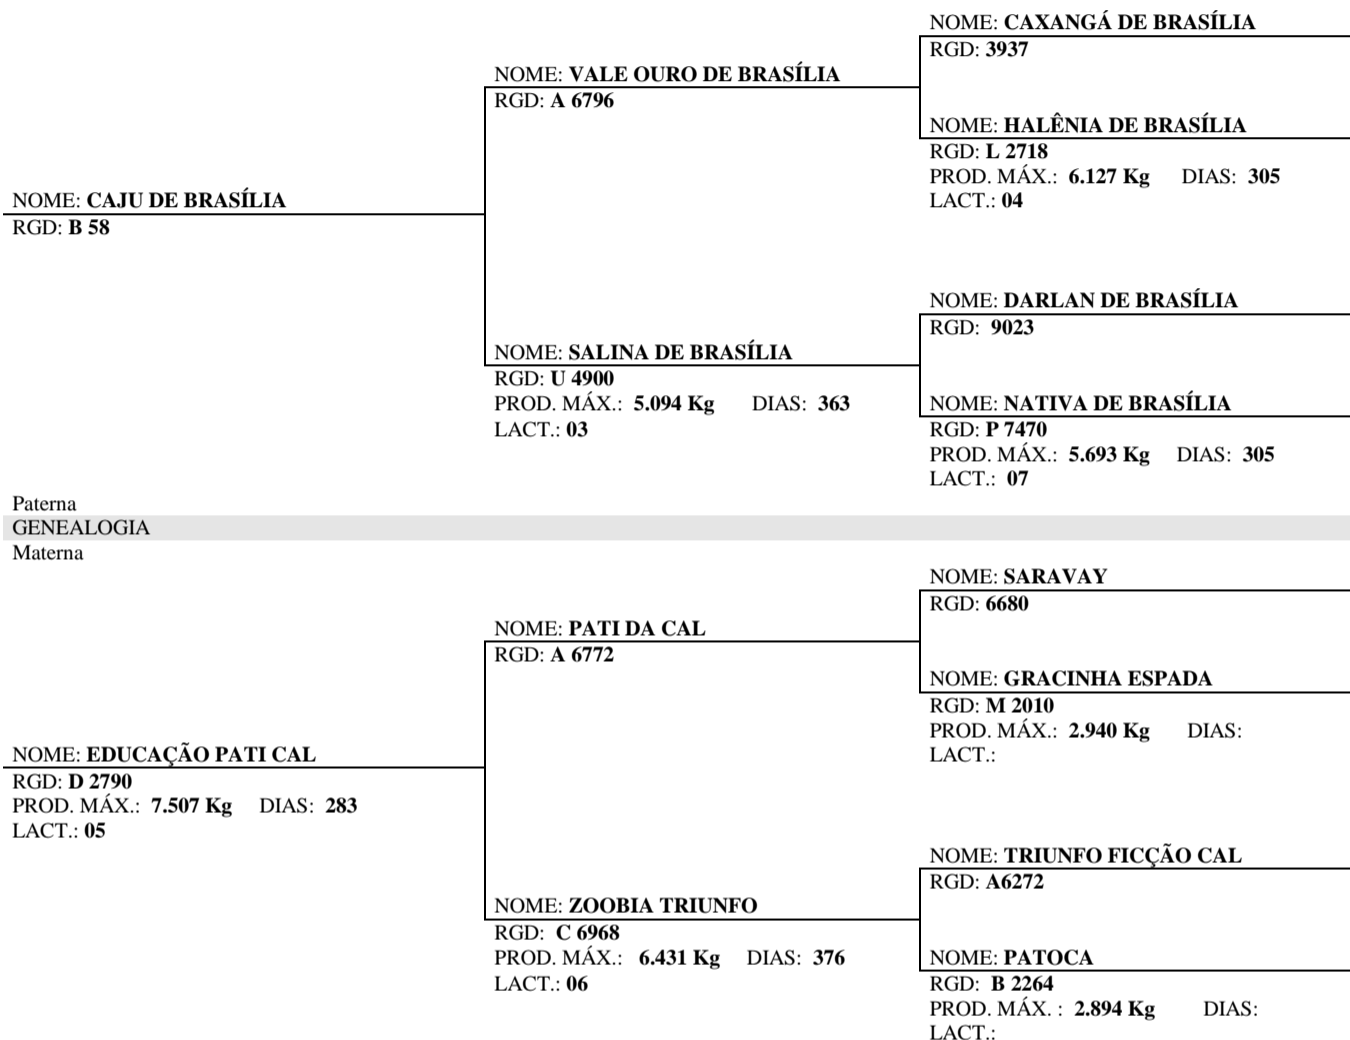 NOME: CAXANGÁ DE BRASÍLIA
RGD: 3937
NOME: VALE OURO DE BRASÍLIA
RGD: A 6796
NOME: HALÊNIA DE BRASÍLIA
RGD: L 2718
PROD. MÁX.: 6.127 Kg DIAS: 305
LACT.: 04
NOME: CAJU DE BRASÍLIA
RGD: B 58
NOME: DARLAN DE BRASÍLIA
RGD: 9023
NOME: SALINA DE BRASÍLIA
RGD: U 4900
PROD. MÁX.: 5.094 Kg DIAS: 363
LACT.: 03
NOME: NATIVA DE BRASÍLIA
RGD: P 7470
PROD. MÁX.: 5.693 Kg DIAS: 305
LACT.: 07
Paterna
GENEALOGIA
Materna
NOME: SARAVAY
RGD: 6680
NOME: PATI DA CAL
RGD: A 6772
NOME: GRACINHA ESPADA
RGD: M 2010
PROD. MÁX.: 2.940 Kg DIAS:
LACT.:
NOME: EDUCAÇÃO PATI CAL
RGD: D 2790
PROD. MÁX.: 7.507 Kg DIAS: 283
LACT.: 05
NOME: TRIUNFO FICÇÃO CAL
RGD: A6272
NOME: ZOOBIA TRIUNFO
RGD: C 6968
PROD. MÁX.: 6.431 Kg DIAS: 376
LACT.: 06
NOME: PATOCA
RGD: B 2264
PROD. MÁX. : 2.894 Kg DIAS:
LACT.: